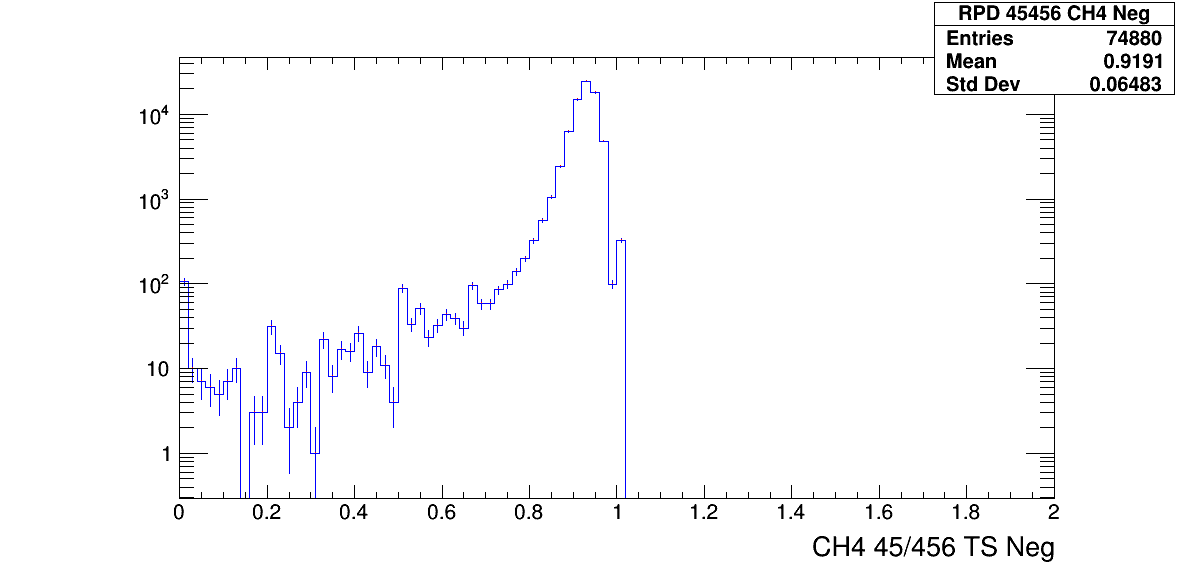 RPD 45456 CH4 Neg
Entries 74880
Mean 0.9191
Std Dev 0.06483
10^4
10^3
10^2
10
1
0 0.2 0.4 0.6 0.8 1 1.2 1.4 1.6 1.8 2
CH4 45/456 TS Neg